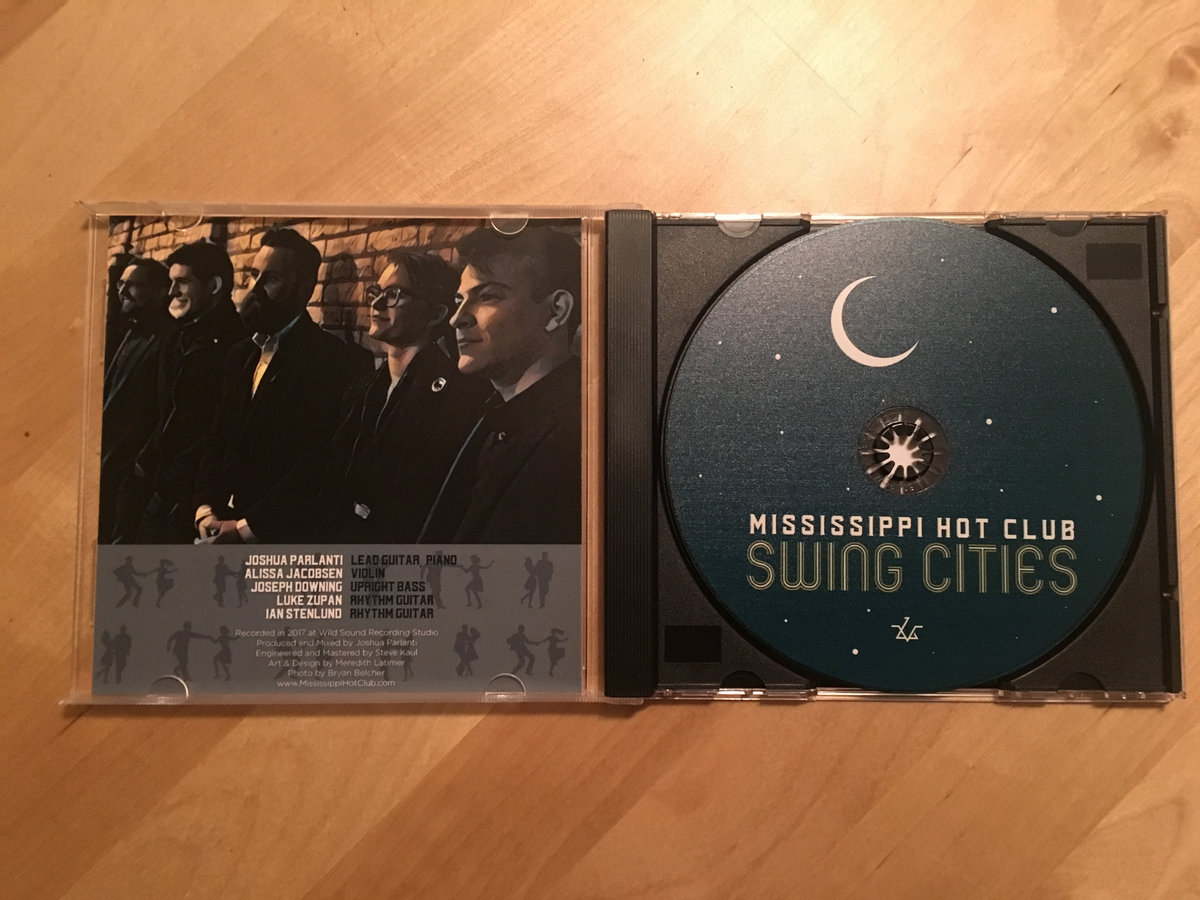 JOSHUA PARLANTI LEAD GUITAR, PIANO
ALISSA JACOBSEN VIOLIN
JOSEPH DOWNING UPRIGHT BASS
LUKE ZUPAN RHYTHM GUITAR
IAN STENLUND RHYTHM GUITAR
Recorded in 2017 at Wild Sound Recording Studio
Produced and Mixed by Joshua Parlanti
Engineered and Mastered by Steve Kaul
Art & Design by Meredith Latimer
Photo by Bryan Belcher
www.MississippiHotClub.com
MISSISSIPPI HOT CLUB
SWING CITIES